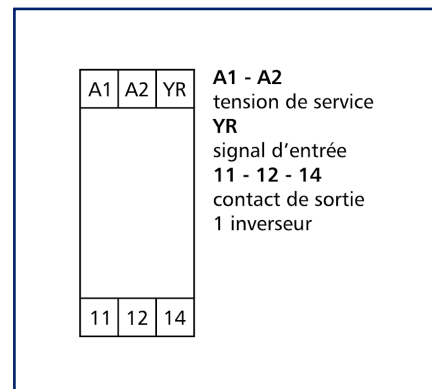 A1 A2 YR
A1 - A2
tension de service
YR
signal d'entrée
11 - 12 - 14
contact de sortie
1 inverseur
11 12 14